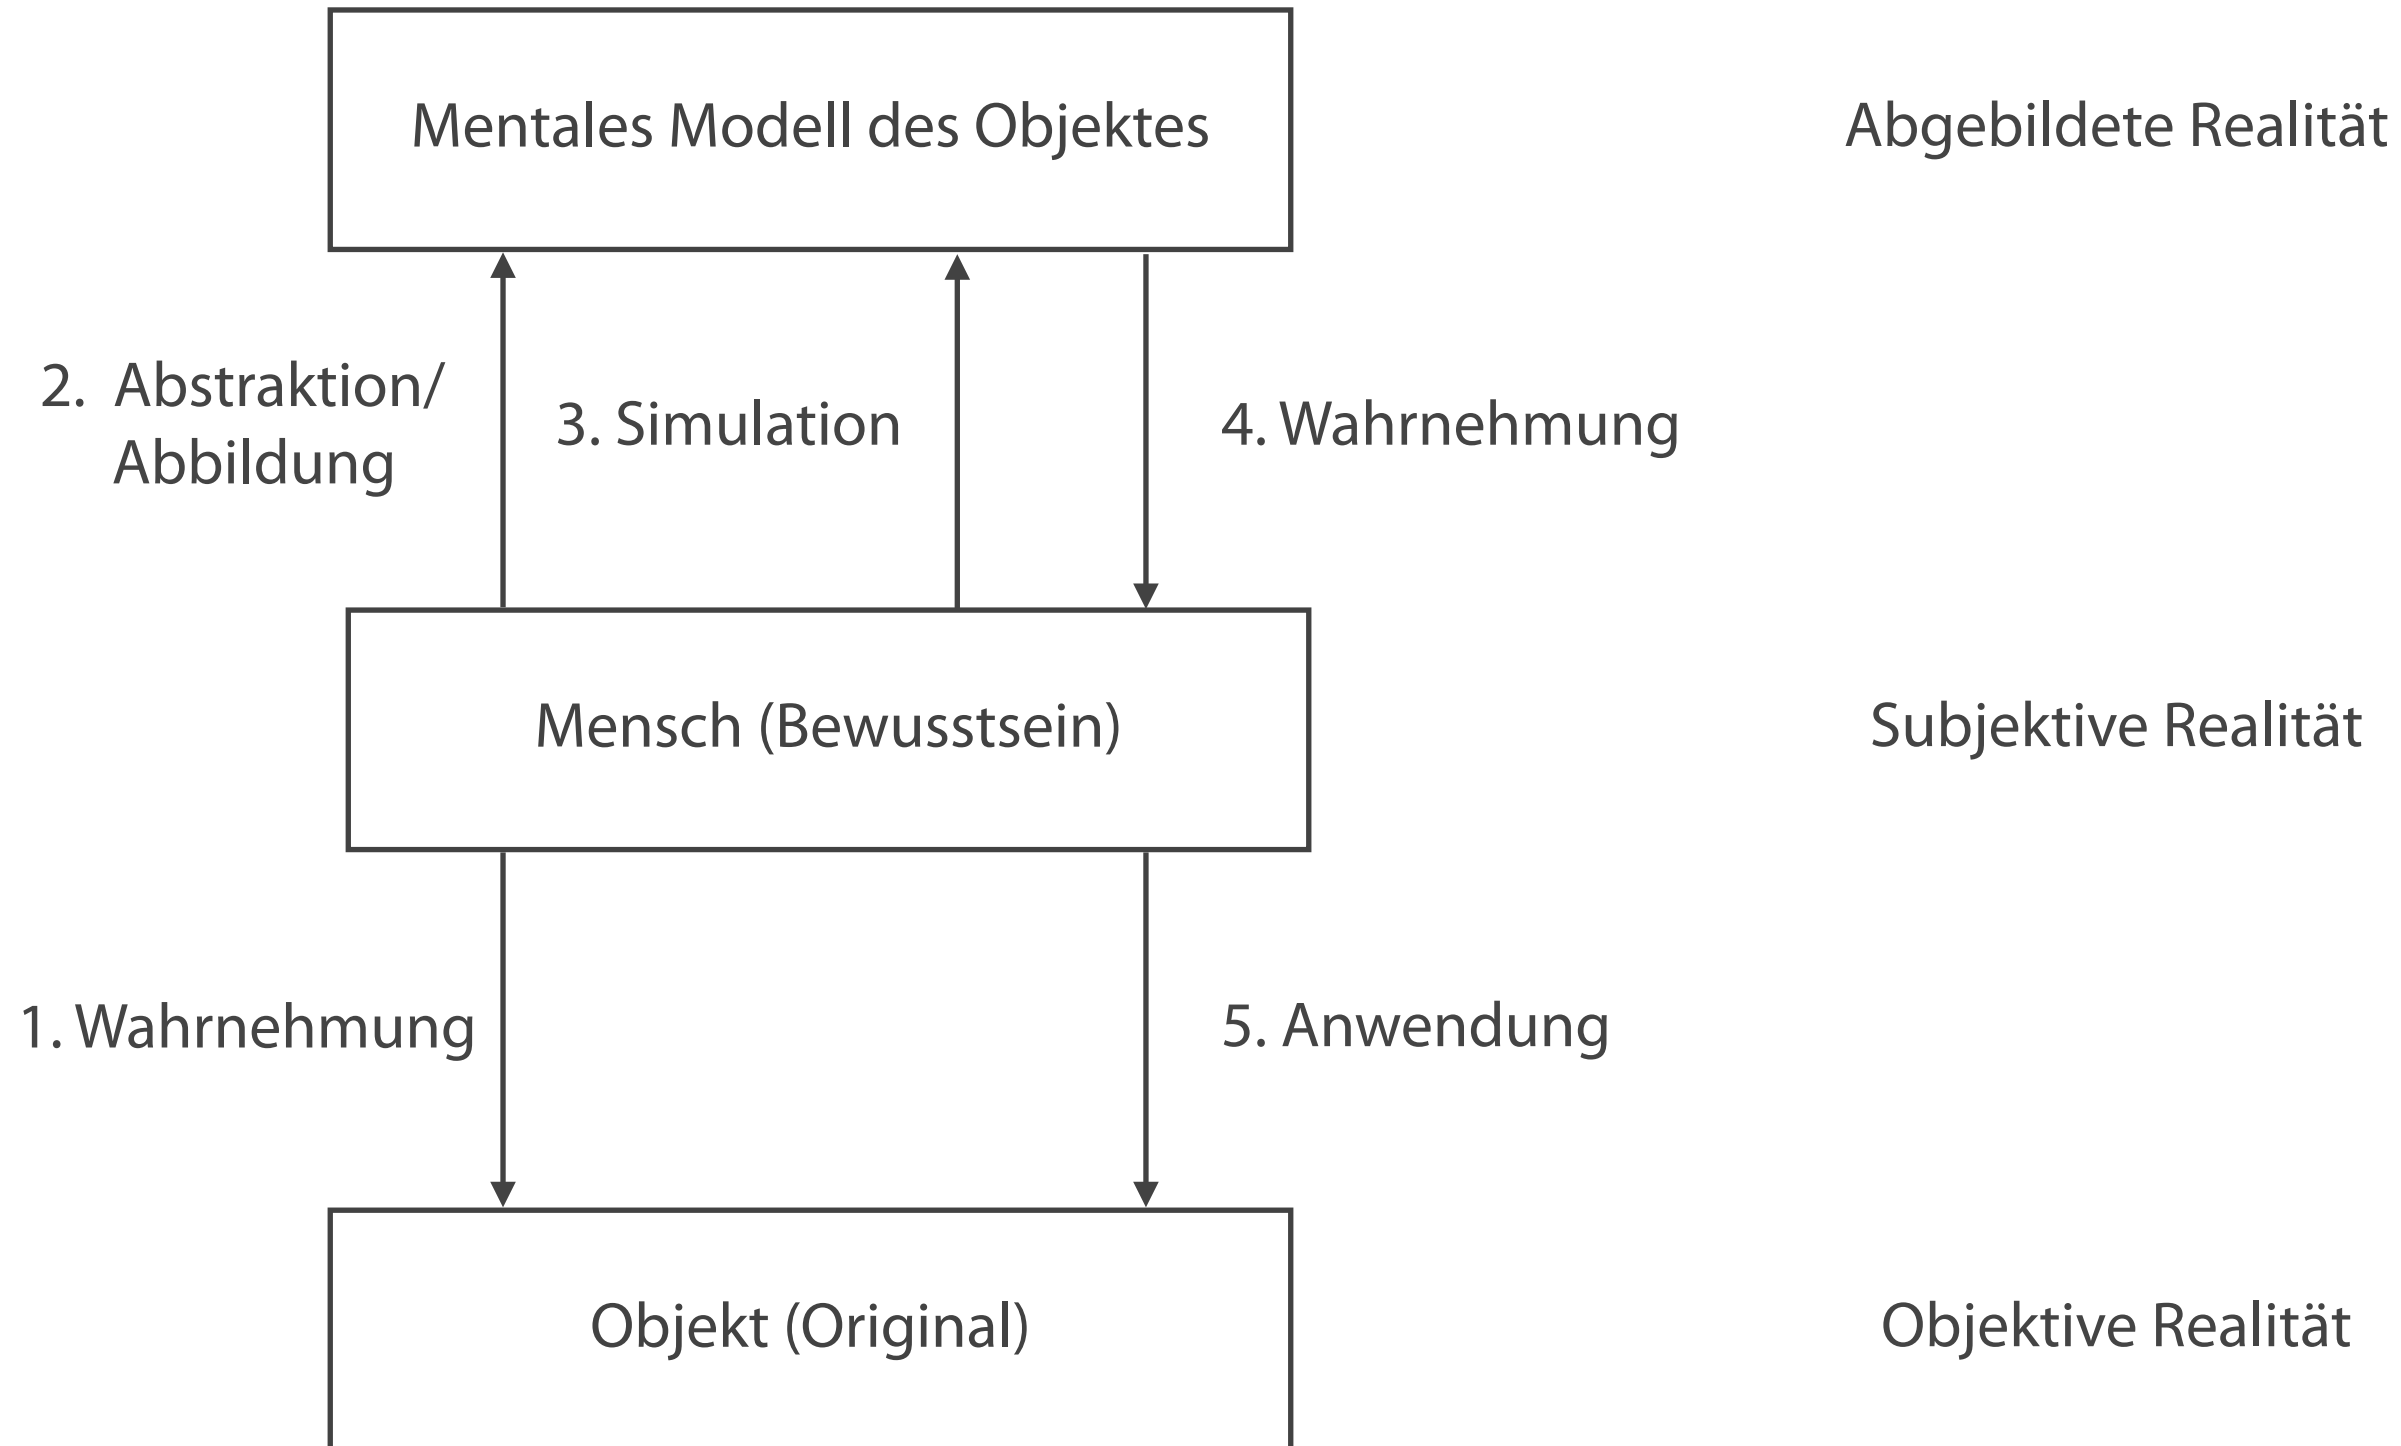 Mentales Modell des Objektes
Abgebildete Realität
2. Abstraktion/
Abbildung
3. Simulation
4. Wahrnehmung
Mensch (Bewusstsein)
Subjektive Realität
1. Wahrnehmung
5. Anwendung
Objekt (Original)
Objektive Realität